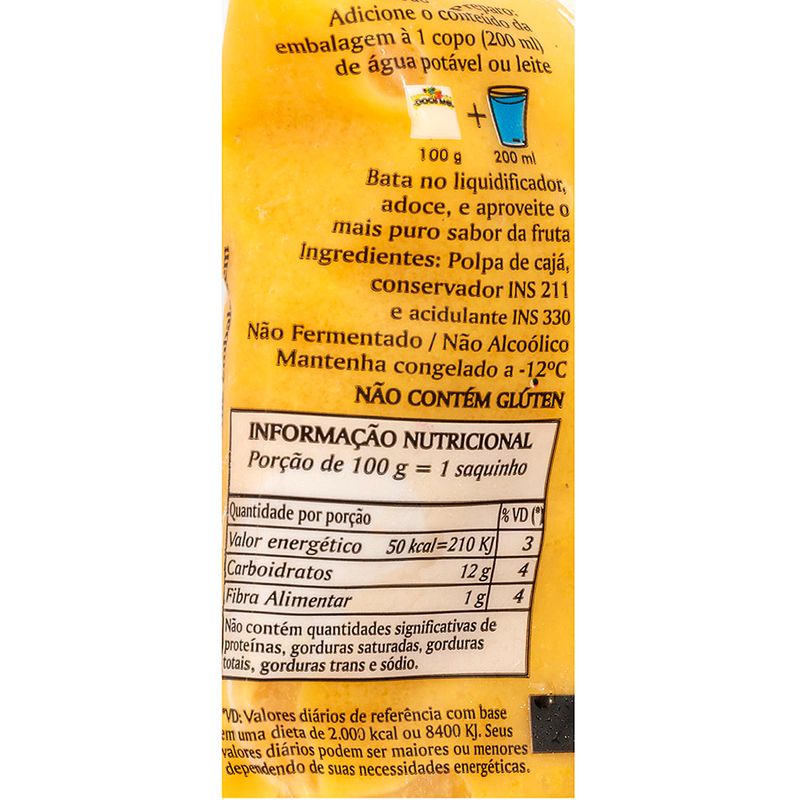 Adicione o conteúdo da
embalagem à 1 copo (200 ml)
de água potável ou leite
+
100 g 200 ml
Bata no liquidificador,
adoce, e aproveite o
mais puro sabor da fruta
Ingredientes: Polpa de cajá,
conservador INS 211
e acidulante INS 330
Não Fermentado / Não Alcoólico
Mantenha congelado a -12ºC
NÃO CONTÉM GLÚTEN
INFORMAÇÃO NUTRICIONAL
Porção de 100 g = 1 saquinho
Quantidade por porção % VD (*)
Valor energético 50 kcal=210 KJ 3
Carboidratos 12 g 4
Fibra Alimentar 1 g 4
Não contém quantidades significativas de
proteínas, gorduras saturadas, gorduras
totais, gorduras trans e sódio.
*VD: Valores diários de referência com base
em uma dieta de 2.000 kcal ou 8400 KJ. Seus
valores diários podem ser maiores ou menores
dependendo de suas necessidades energéticas.